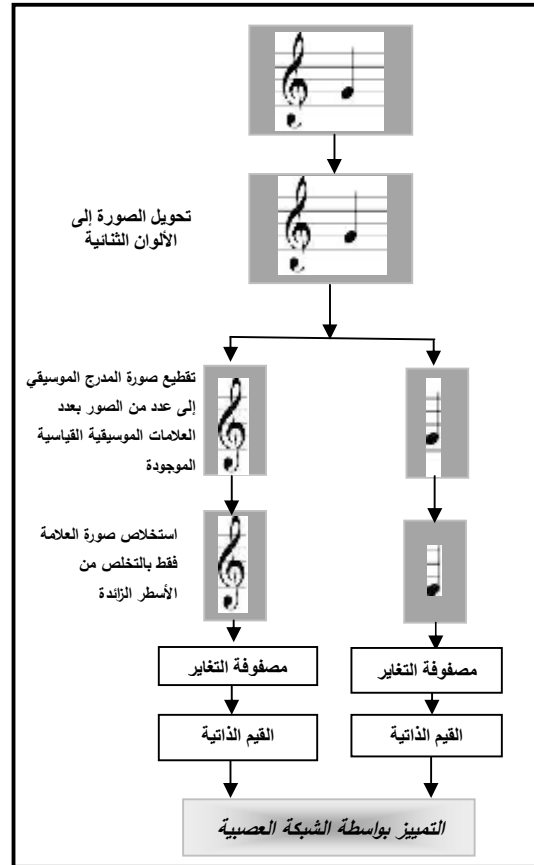 تحويل الصورة إلى
الألوان الثنائية
تقطيع صورة المدرج الموسيقي
إلى عدد من الصور بعدد
العلامات الموسيقية القياسية
الموجودة
استخلاص صورة العلامة
فقط بالتخلص من
الأسطر الزائدة
مصفوفة التغاير
مصفوفة التغاير
القيم الذاتية
القيم الذاتية
التمييز بواسطة الشبكة العصبية